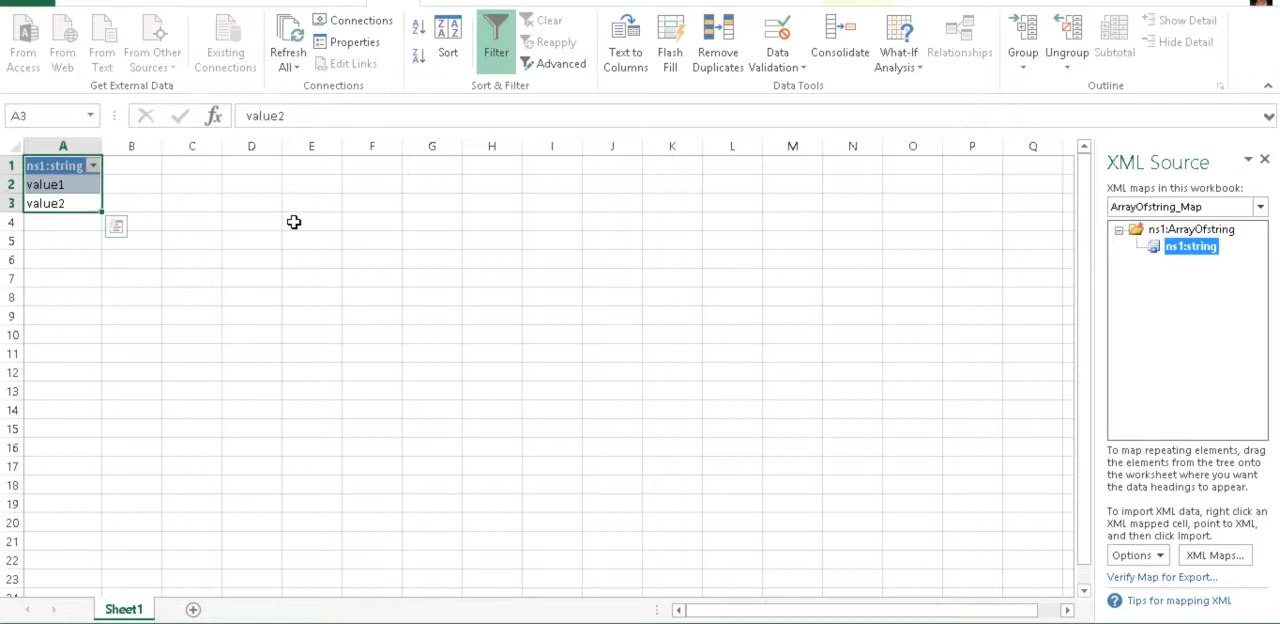 From Access
From Web
From Text
From Other Sources
Existing Connections
Get External Data
Refresh All
Connections
Properties
Edit Links
Connections
A Z
Z A
Z A
A Z
Sort
Filter
Clear
Reapply
Advanced
Sort & Filter
Text to Columns
Flash Fill
Remove Duplicates
Data Validation
Consolidate
What-If Analysis
Relationships
Data Tools
Group
Ungroup
Subtotal
Show Detail
Hide Detail
Outline
A3
fx
value2
A B C D E F G H I J K L M N O P Q
1 ns1:string
2 value1
3 value2
4
5
6
7
8
9
10
11
12
13
14
15
16
17
18
19
20
21
22
23
Sheet1
XML Source
XML maps in this workbook:
ArrayOfstring_Map
ns1:ArrayOfstring
ns1:string
To map repeating elements, drag
the elements from the tree onto
the worksheet where you want
the data headings to appear.
To import XML data, right click an
XML mapped cell, point to XML,
and then click Import.
Options
XML Maps...
Verify Map for Export...
Tips for mapping XML